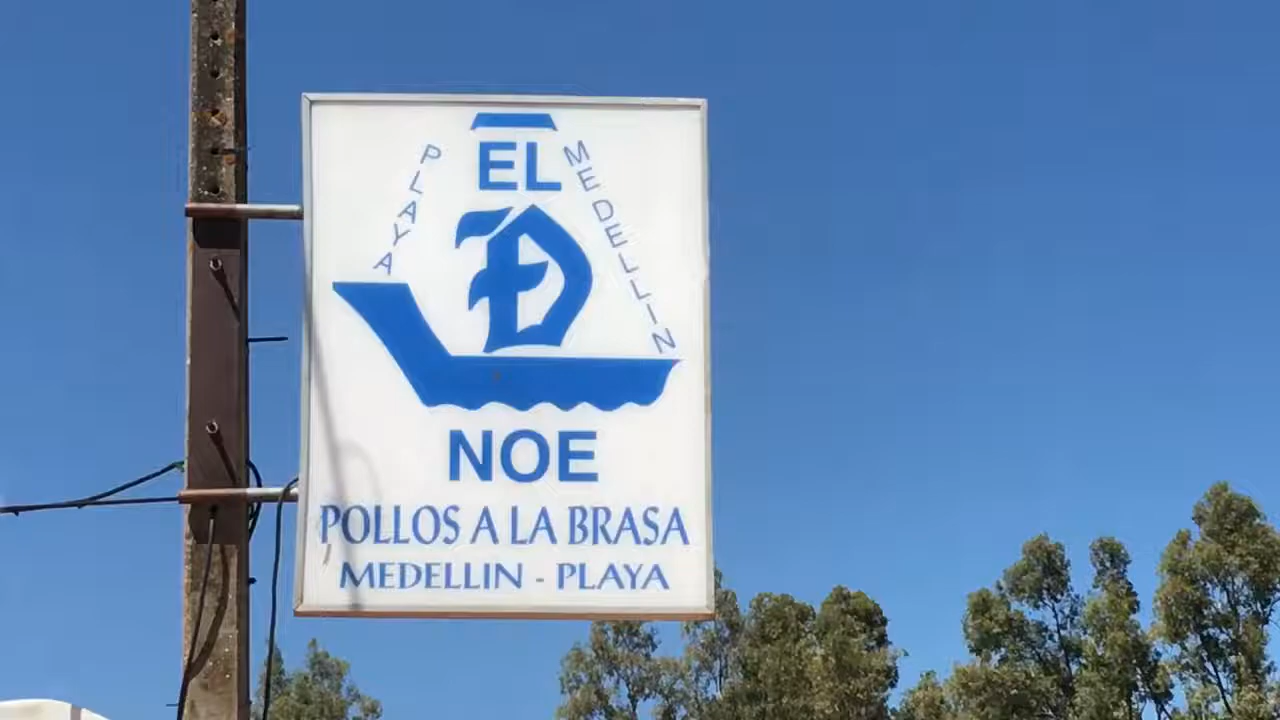 EL
PLAYA
MEDELLIN
D
NOE
POLLOS A LA BRASA
MEDELLIN - PLAYA